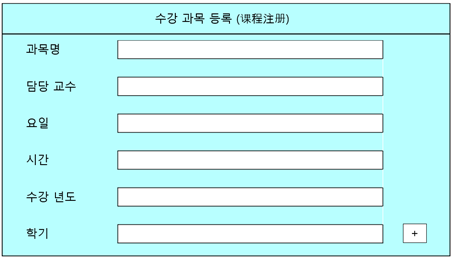 수강 과목 등록 (课程注册)
과목명
담당 교수
요일
시간
수강 년도
학기
+